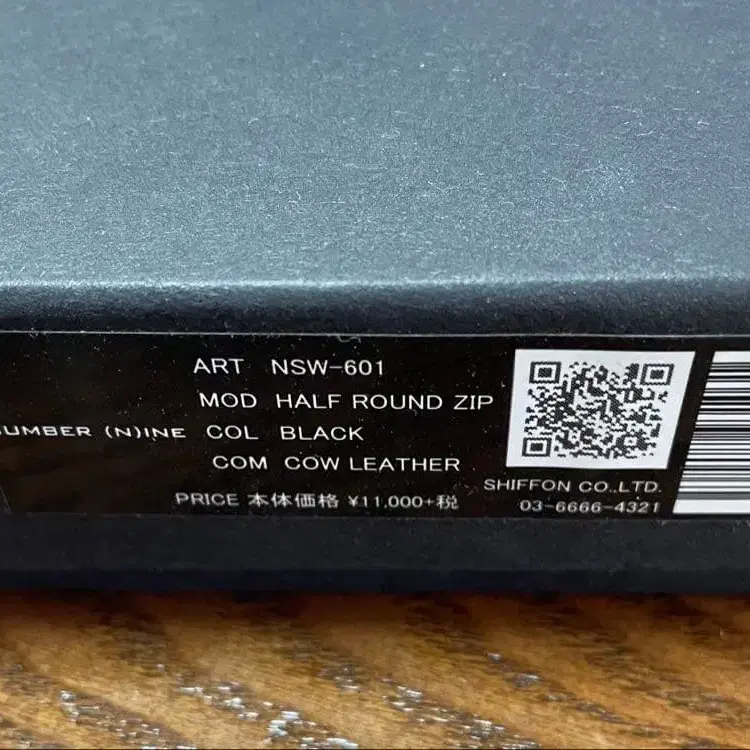 ART NSW-601
MOD HALF ROUND ZIP
NUMBER (N)INE COL BLACK
COM COW LEATHER
PRICE 本体価格 ¥11,000+税
SHIFFON CO.,LTD.
03-6666-4321